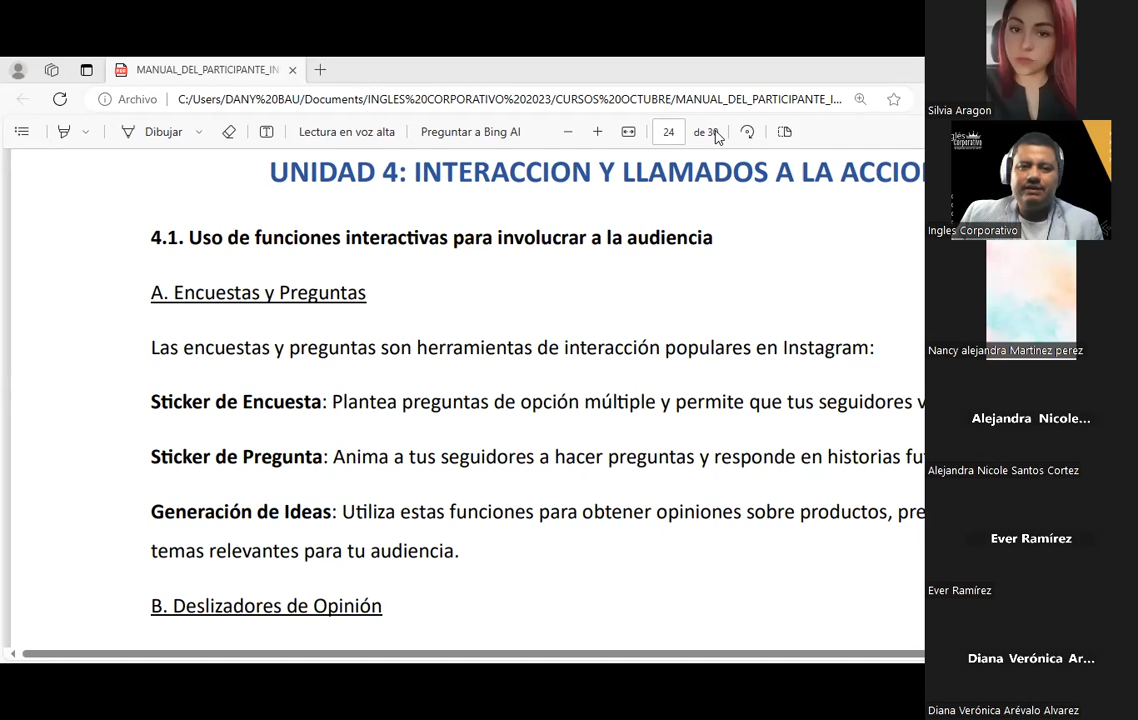 MANUAL_DEL_PARTICIPANTE_IN
Archivo
C:/Users/DANY%20BAU/Documents/INGLES%20CORPORATIVO%202023/CURSOS%20OCTUBRE/MANUAL_DEL_PARTICIPANTE_I...
Dibujar
Lectura en voz alta
Preguntar a Bing AI
24
de 30
UNIDAD 4: INTERACCION Y LLAMADOS A LA ACCIO
4.1. Uso de funciones interactivas para involucrar a la audiencia
A. Encuestas y Preguntas
Las encuestas y preguntas son herramientas de interacción populares en Instagram:
Sticker de Encuesta: Plantea preguntas de opción múltiple y permite que tus seguidores v
Sticker de Pregunta: Anima a tus seguidores a hacer preguntas y responde en historias fu
Generación de Ideas: Utiliza estas funciones para obtener opiniones sobre productos, pre
temas relevantes para tu audiencia.
B. Deslizadores de Opinión
Silvia Aragon
Ingles Corporativo
Nancy alejandra Martinez perez
Alejandra Nicole...
Alejandra Nicole Santos Cortez
Ever Ramírez
Ever Ramírez
Diana Verónica Ar...
Diana Verónica Arévalo Alvarez